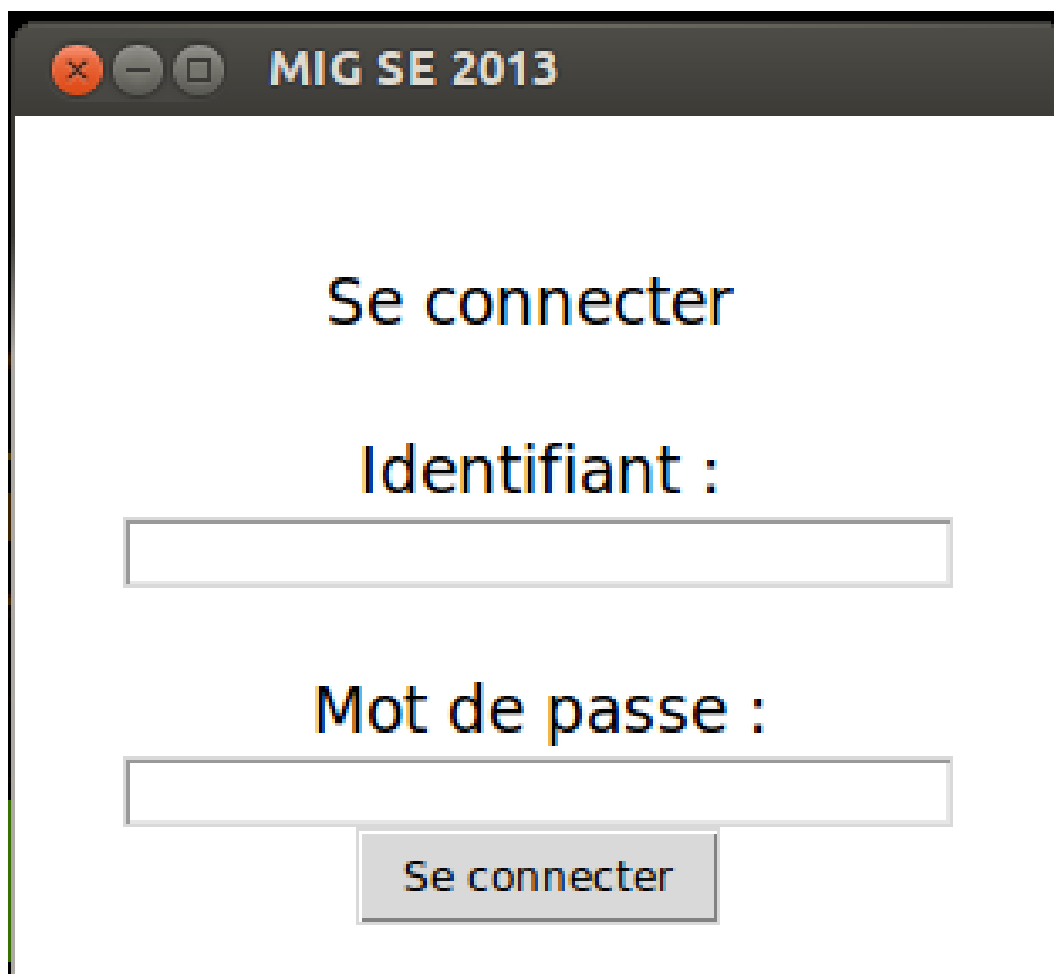 MIG SE 2013
Se connecter
Identifiant :
Mot de passe :
Se connecter